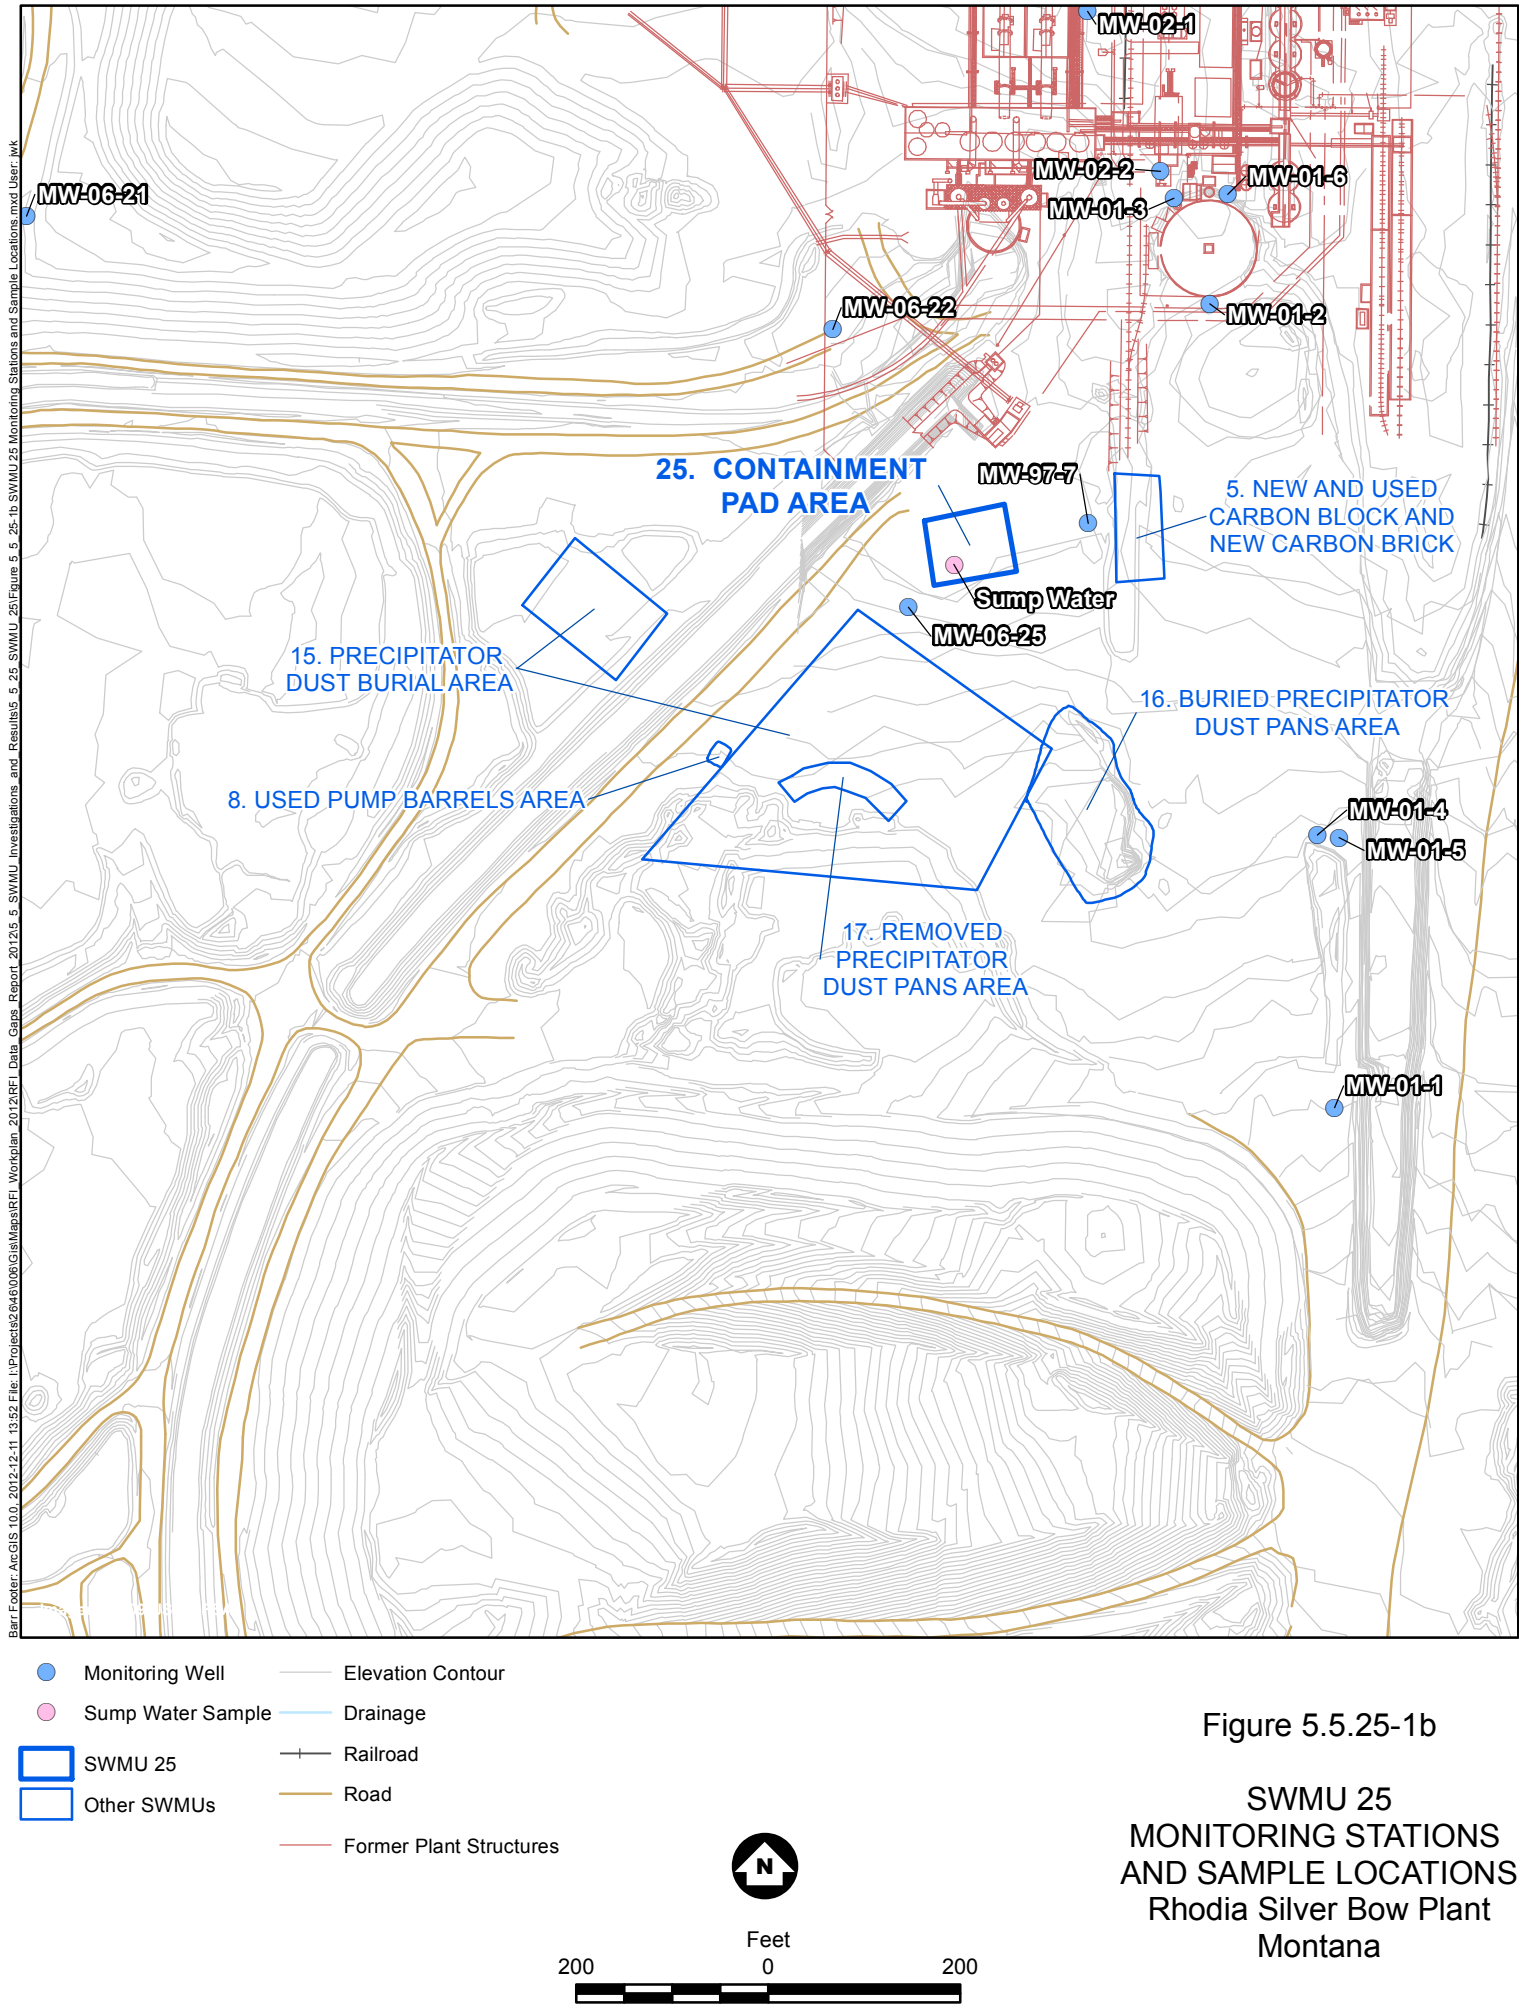 MW-02-1
MW-06-21
MW-02-2
MW-01-6
MW-01-3
MW-06-22
MW-01-2
25. CONTAINMENT
PAD AREA
MW-97-7
5. NEW AND USED
CARBON BLOCK AND
NEW CARBON BRICK
Sump Water
MW-06-25
15. PRECIPITATOR
DUST BURIAL AREA
16. BURIED PRECIPITATOR
DUST PANS AREA
8. USED PUMP BARRELS AREA
MW-01-4
MW-01-5
17. REMOVED
PRECIPITATOR
DUST PANS AREA
MW-01-1
Barr Footer: ArcGIS 10.0, 2012-12-11 13:52 File: I:\Projects\26\46\006\Gis\Maps\RFI_Workplan_2012\RFI_Data_Gaps_Report_2012\5_5_SWMU_Investigations and Results\5_5_25_SWMU_25\Figure 5_5_25-1b SWMU 25 Monitoring Stations and Sample Locations.mxd User: jwk
Monitoring Well
Sump Water Sample
SWMU 25
Other SWMUs
Elevation Contour
Drainage
Railroad
Road
Former Plant Structures
N
Feet
200 0 200
Figure 5.5.25-1b
SWMU 25
MONITORING STATIONS
AND SAMPLE LOCATIONS
Rhodia Silver Bow Plant
Montana